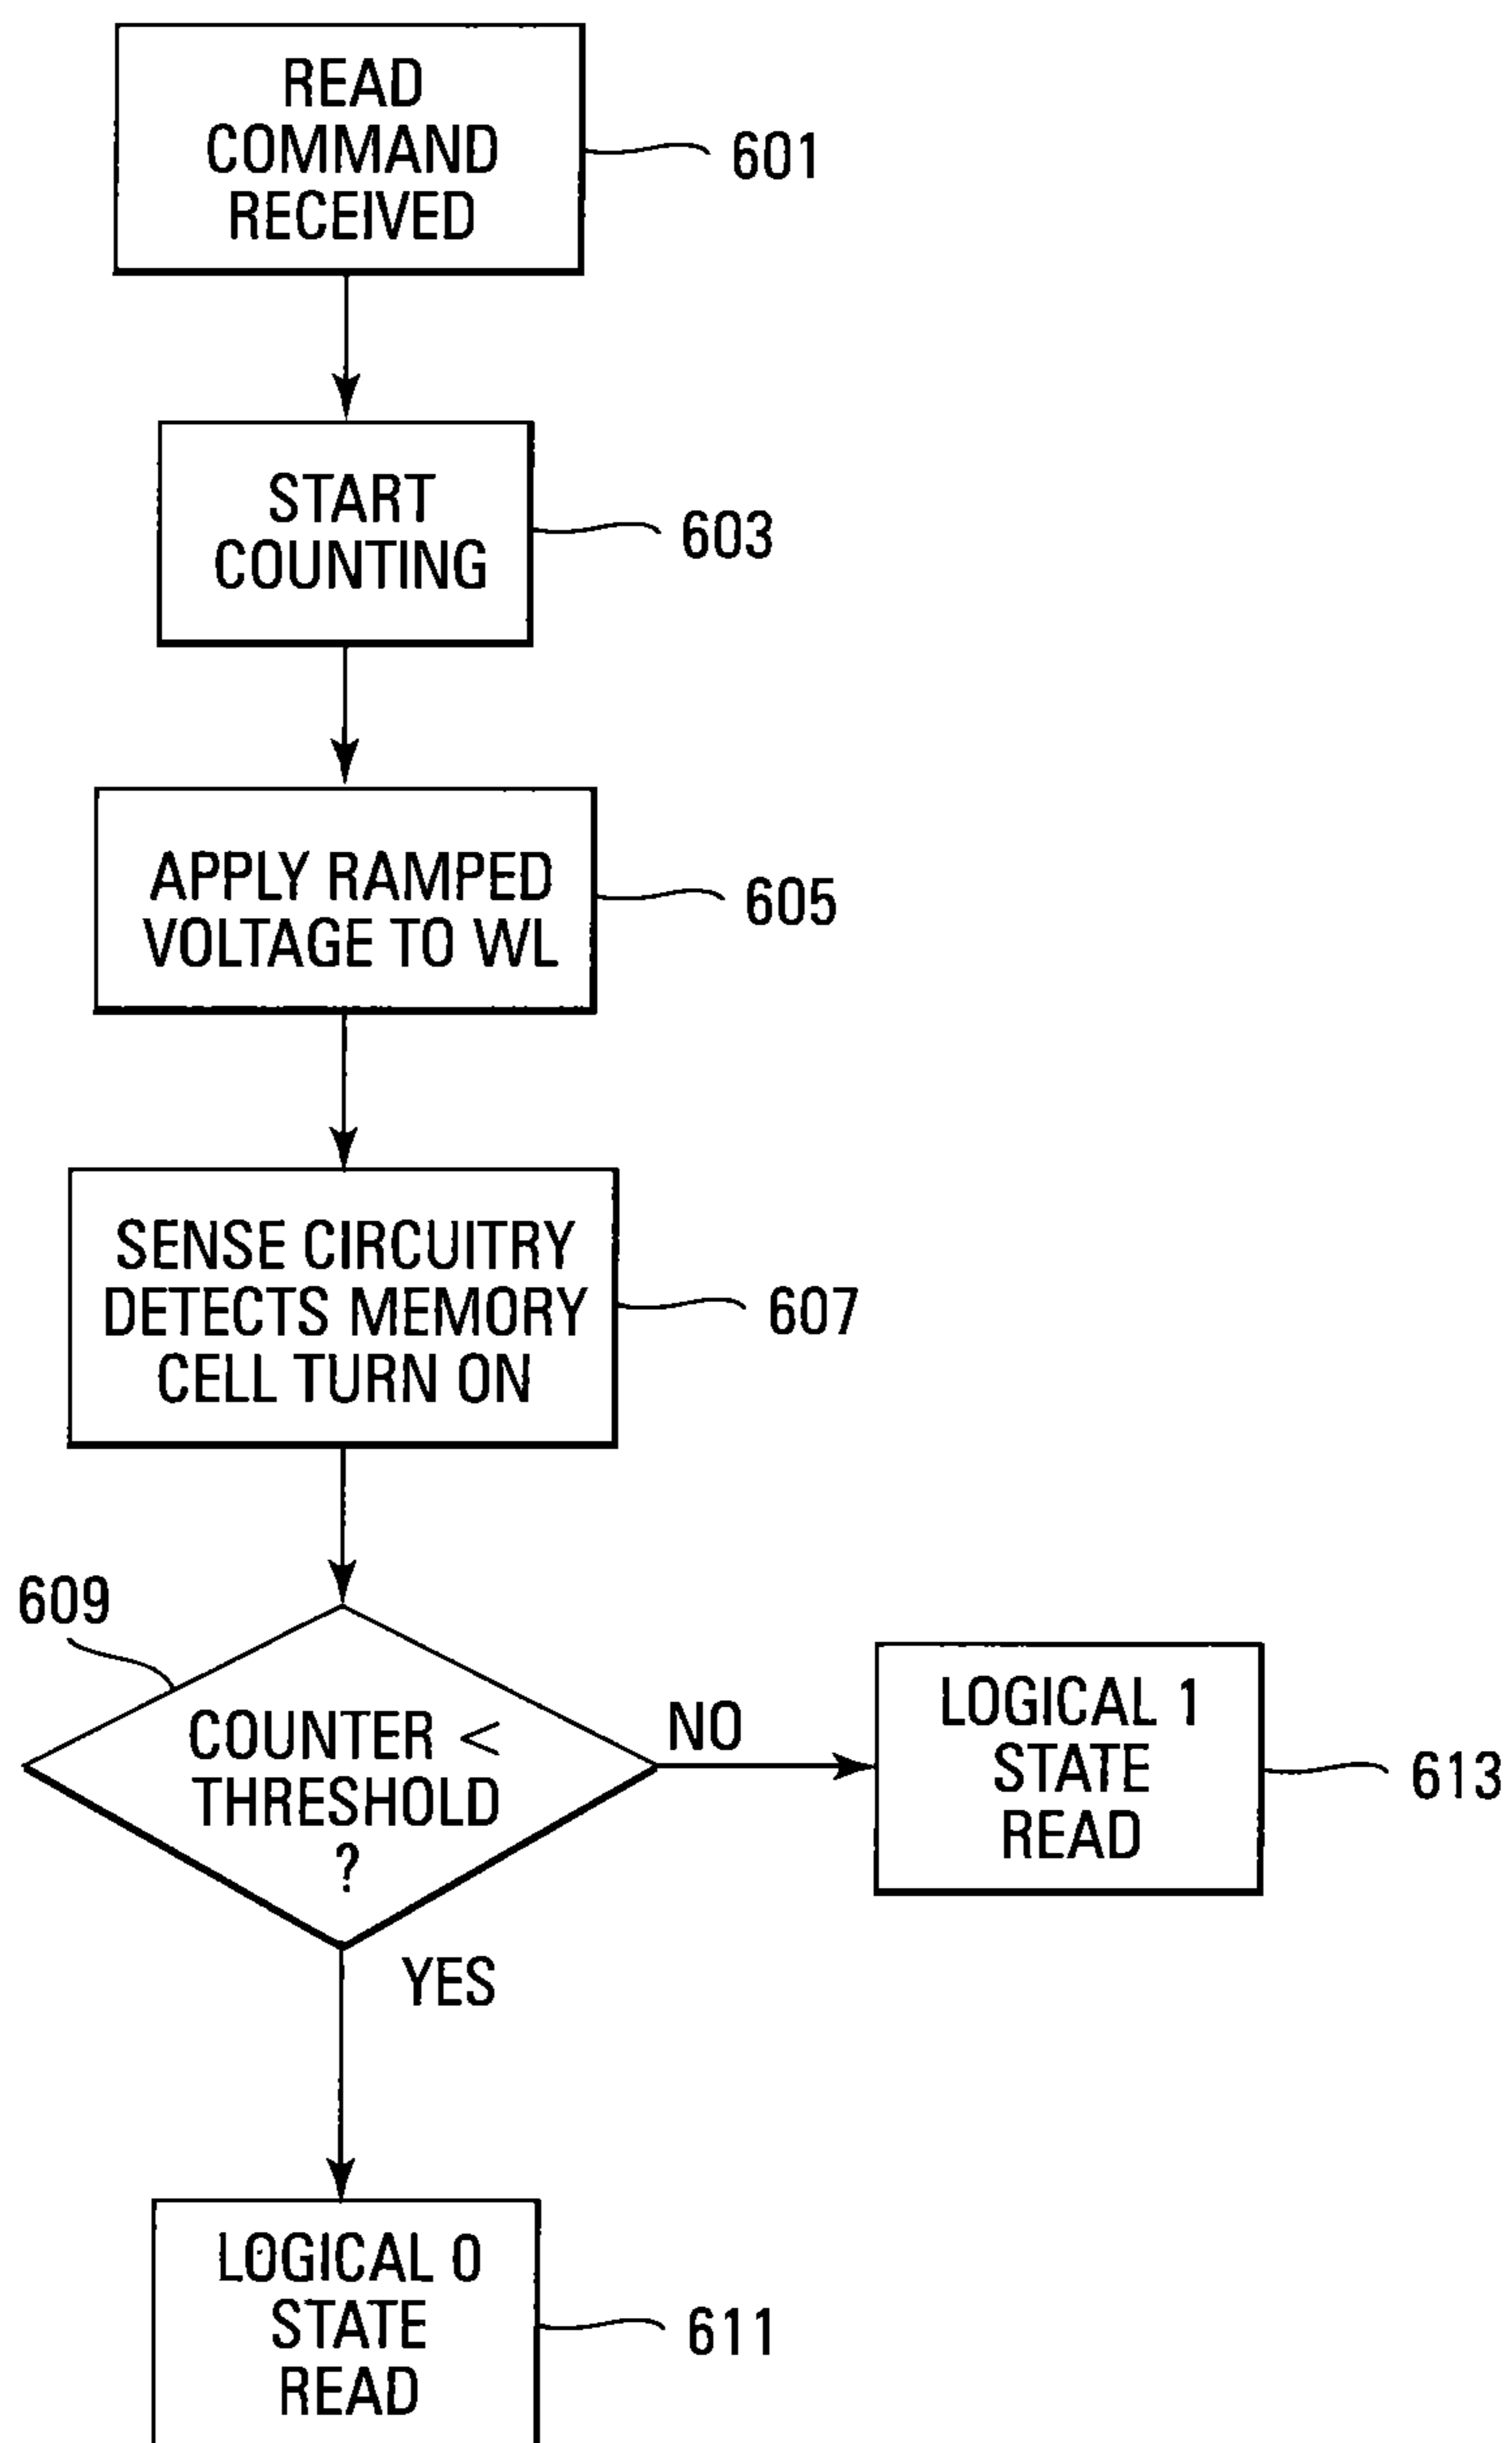 READ
COMMAND
RECEIVED
601
START
COUNTING
603
APPLY RAMPED
VOLTAGE TO WL
605
SENSE CIRCUITRY
DETECTS MEMORY
CELL TURN ON
607
609
COUNTER <
THRESHOLD
?
NO
LOGICAL 1
STATE
READ
613
YES
LOGICAL 0
STATE
READ
611